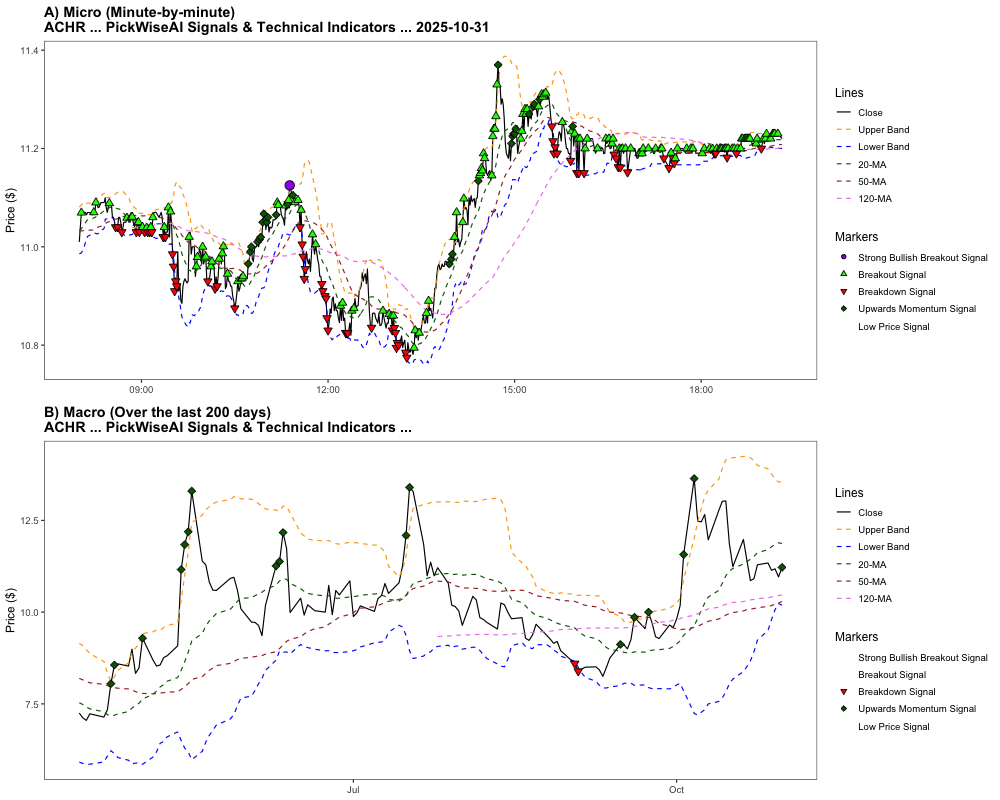 A) Micro (Minute-by-minute)
ACHR ... PickWiseAI Signals & Technical Indicators ... 2025-10-31
Price ($)
11.4
11.2
11.0
10.8
09:00
12:00
15:00
18:00
Lines
Close
Upper Band
Lower Band
20-MA
50-MA
120-MA
Markers
Strong Bullish Breakout Signal
Breakout Signal
Breakdown Signal
Upwards Momentum Signal
Low Price Signal
B) Macro (Over the last 200 days)
ACHR ... PickWiseAI Signals & Technical Indicators ...
Price ($)
12.5
10.0
7.5
Jul
Oct
Lines
Close
Upper Band
Lower Band
20-MA
50-MA
120-MA
Markers
Strong Bullish Breakout Signal
Breakout Signal
Breakdown Signal
Upwards Momentum Signal
Low Price Signal